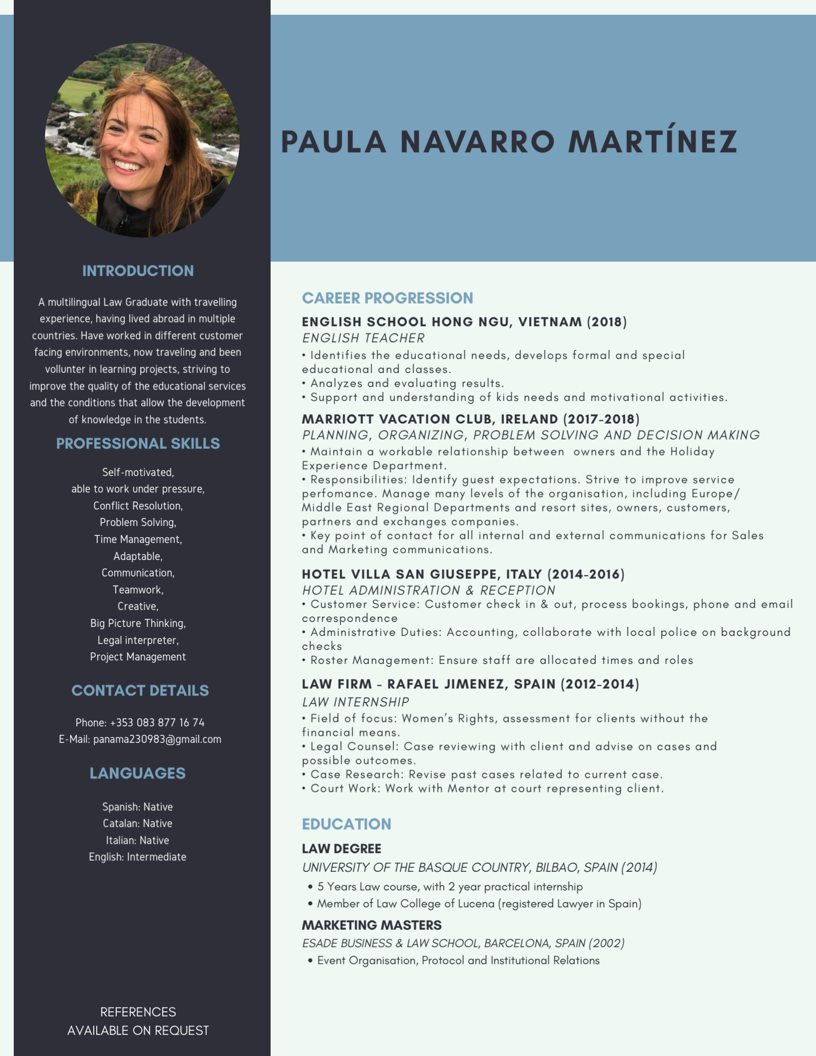 PAULA NAVARRO MARTÍNEZ
INTRODUCTION
A multilingual Law Graduate with travelling
experience, having lived abroad in multiple
countries. Have worked in different customer
facing environments, now traveling and been
vollunter in learning projects, striving to
improve the quality of the educational services
and the conditions that allow the development
of knowledge in the students.
PROFESSIONAL SKILLS
Self-motivated,
able to work under pressure,
Conflict Resolution,
Problem Solving,
Time Management,
Adaptable,
Communication,
Teamwork,
Creative,
Big Picture Thinking,
Legal interpreter,
Project Management
CONTACT DETAILS
Phone: +353 083 877 16 74
E-Mail: panama230983@gmail.com
LANGUAGES
Spanish: Native
Catalan: Native
Italian: Native
English: Intermediate
REFERENCES
AVAILABLE ON REQUEST
CAREER PROGRESSION
ENGLISH SCHOOL HONG NGU, VIETNAM (2018)
ENGLISH TEACHER
• Identifies the educational needs, develops formal and special
educational and classes.
• Analyzes and evaluating results.
• Support and understanding of kids needs and motivational activities.
MARRIOTT VACATION CLUB, IRELAND (2017-2018)
PLANNING, ORGANIZING, PROBLEM SOLVING AND DECISION MAKING
• Maintain a workable relationship between owners and the Holiday
Experience Department.
• Responsibilities: Identify guest expectations. Strive to improve service
perfomance. Manage many levels of the organisation, including Europe/
Middle East Regional Departments and resort sites, owners, customers,
partners and exchanges companies.
• Key point of contact for all internal and external communications for Sales
and Marketing communications.
HOTEL VILLA SAN GIUSEPPE, ITALY (2014-2016)
HOTEL ADMINISTRATION & RECEPTION
• Customer Service: Customer check in & out, process bookings, phone and email
correspondence
• Administrative Duties: Accounting, collaborate with local police on background
checks
• Roster Management: Ensure staff are allocated times and roles
LAW FIRM - RAFAEL JIMENEZ, SPAIN (2012-2014)
LAW INTERNSHIP
• Field of focus: Women's Rights, assessment for clients without the
financial means.
• Legal Counsel: Case reviewing with client and advise on cases and
possible outcomes.
• Case Research: Revise past cases related to current case.
• Court Work: Work with Mentor at court representing client.
EDUCATION
LAW DEGREE
UNIVERSITY OF THE BASQUE COUNTRY, BILBAO, SPAIN (2014)
• 5 Years Law course, with 2 year practical internship
• Member of Law College of Lucena (registered Lawyer in Spain)
MARKETING MASTERS
ESADE BUSINESS & LAW SCHOOL, BARCELONA, SPAIN (2002)
• Event Organisation, Protocol and Institutional Relations